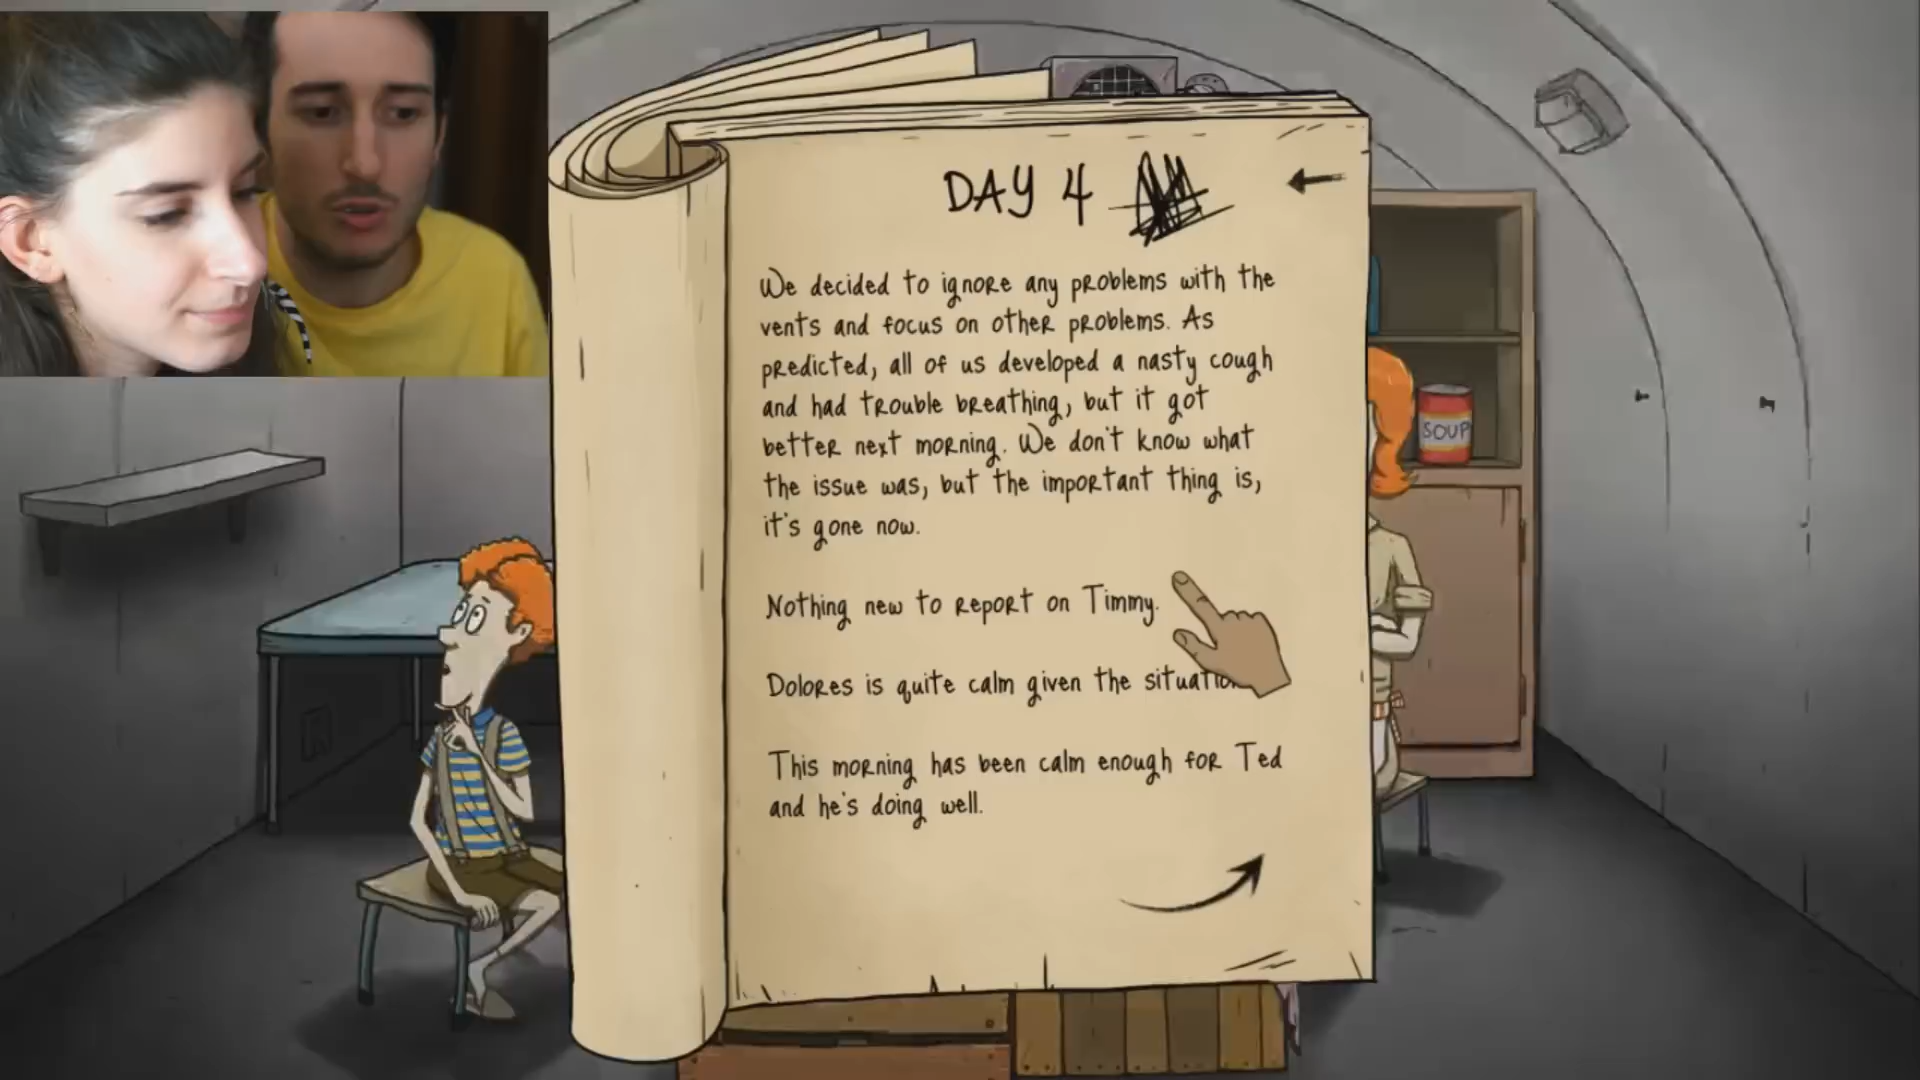 DAY 4
We decided to ignore any problems with the
vents and focus on other problems. As
predicted, all of us developed a nasty cough
and had trouble breathing, but it got
better next morning. We don't know what
the issue was, but the important thing is,
it's gone now.
Nothing new to report on Timmy.
Dolores is quite calm given the
This morning has been calm enough for Ted
and he's doing well.
SOUP